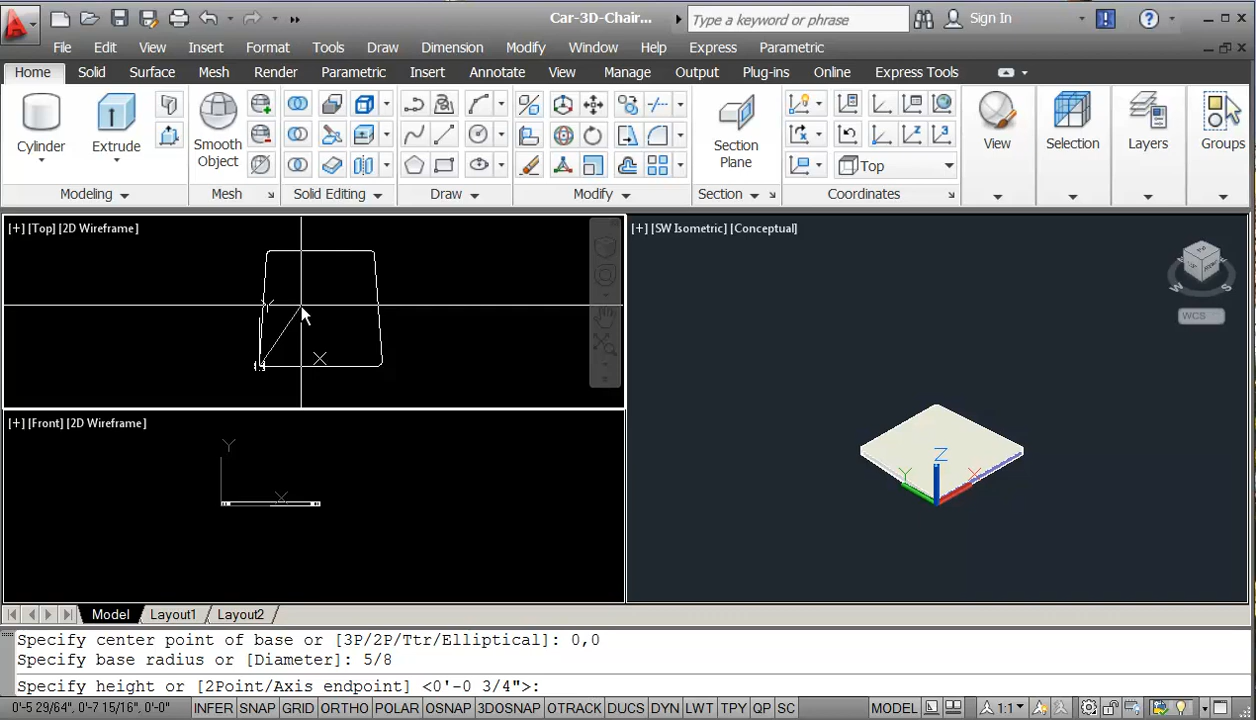 Car-3D-Chair... Type a keyword or phrase Sign In
File Edit View Insert Format Tools Draw Dimension Modify Window Help Express Parametric
Home Solid Surface Mesh Render Parametric Insert Annotate View Manage Plug-ins Output Online Express Tools
Cylinder Extrude Smooth Object Section Plane Top View Selection Layers Groups
Modeling Mesh Solid Editing Draw Modify Section Coordinates
[+] [Top] [2D Wireframe]
[+] [SW Isometric] [Conceptual]
TOP FRONT W S
WCS
X
[+] [Front] [2D Wireframe]
Y
X
Z
Y X
Model Layout1 Layout2
Specify center point of base or [3P/2P/Ttr/Elliptical]: 0,0
Specify base radius or [Diameter]: 5/8
Specify height or [2Point/Axis endpoint] <0'-0 3/4">:
0'-5 29/64", 0'-7 15/16", 0'-0" INFER SNAP GRID ORTHO POLAR OSNAP 3DOSNAP OTRACK DUCS DYN LWT TPY QP SC MODEL 1:1